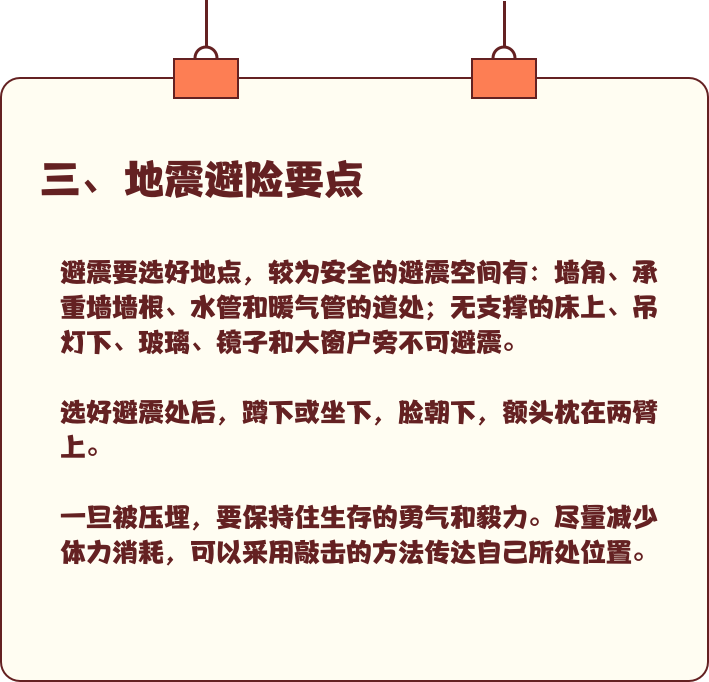 三、地震避险要点
避震要选好地点，较为安全的避震空间有：墙角、承
重墙墙根、水管和暖气管的道处；无支撑的床上、吊
灯下、玻璃、镜子和大窗户旁不可避震。
选好避震处后，蹲下或坐下，脸朝下，额头枕在两臂
上。
一旦被压埋，要保持住生存的勇气和毅力。尽量减少
体力消耗，可以采用敲击的方法传达自己所处位置。